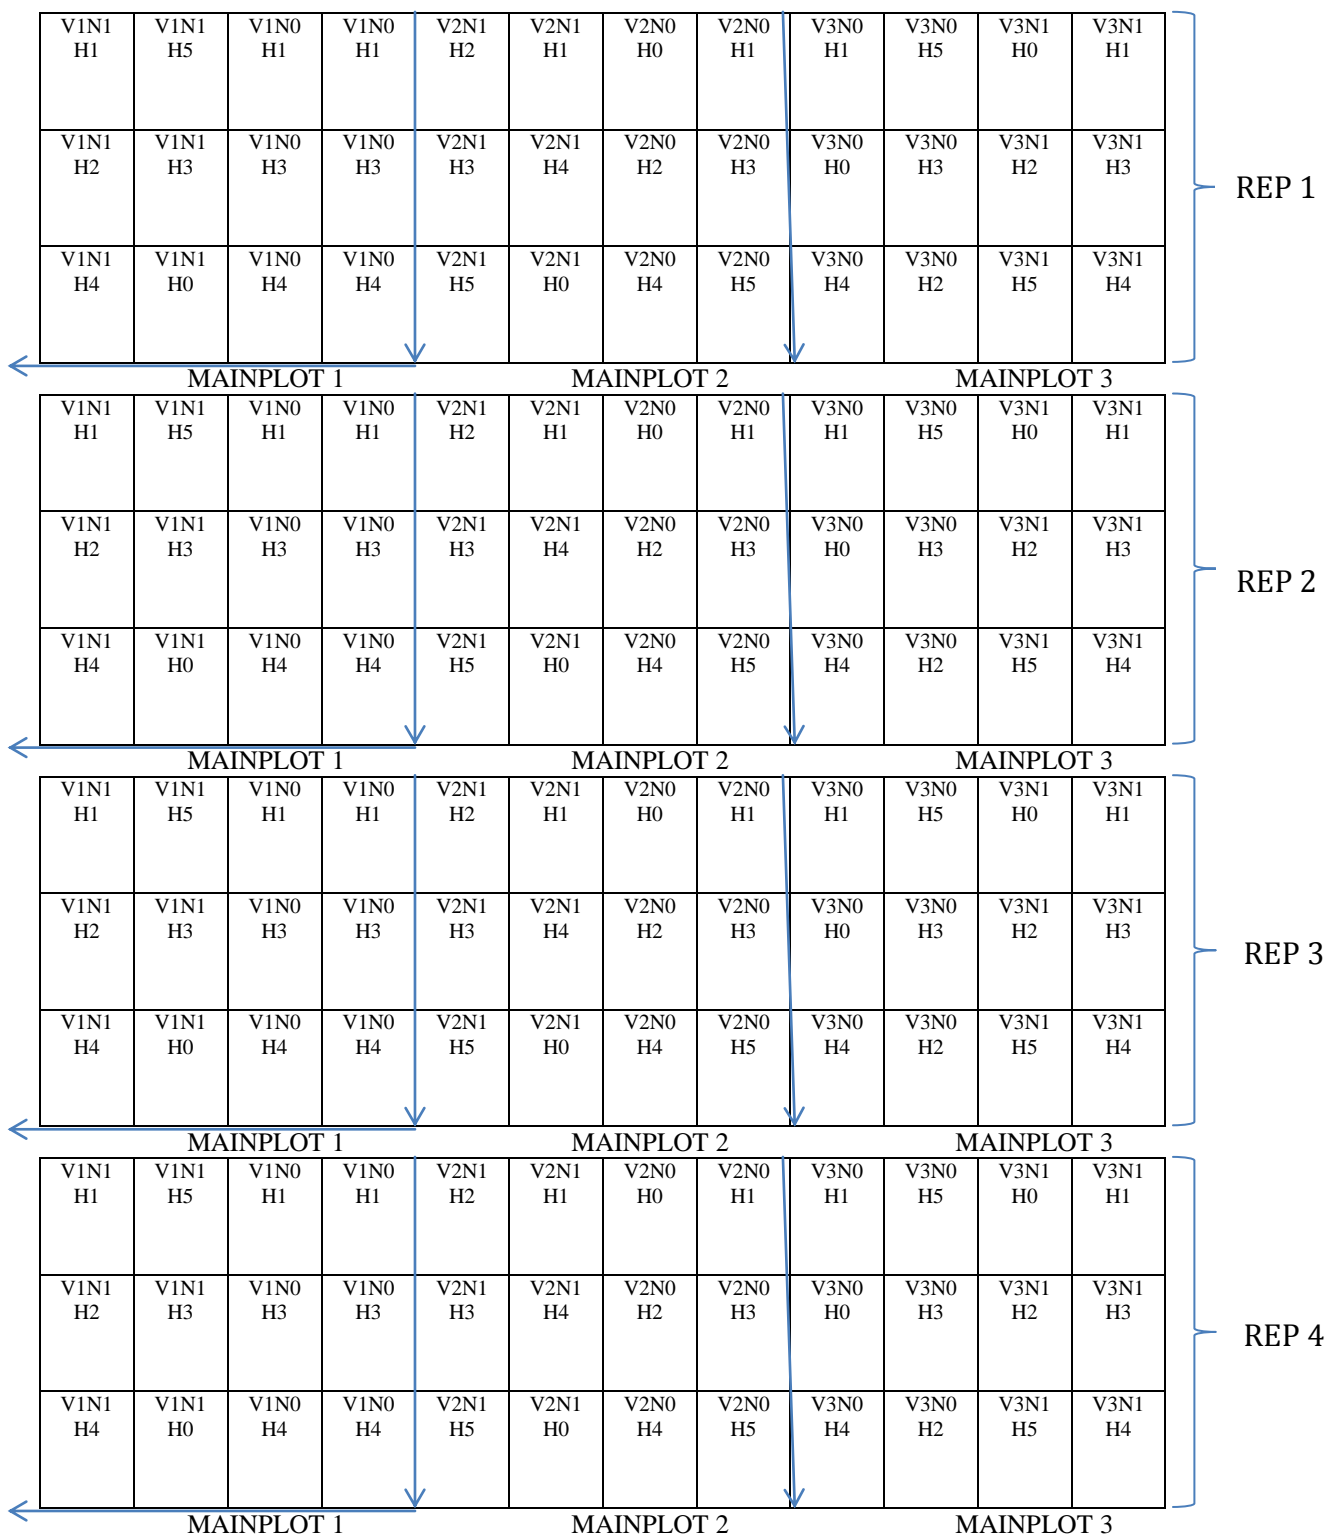 V1N1 V1N1 V1N0 V1N0 V2N1 V2N1 V2N0 V2N0 V3N0 V3N0 V3N1 V3N1
H1 H5 H1 H1 H2 H1 H0 H1 H1 H5 H0 H1
V1N1 V1N1 V1N0 V1N0 V2N1 V2N1 V2N0 V2N0 V3N0 V3N0 V3N1 V3N1
H2 H3 H3 H3 H3 H4 H2 H3 H0 H3 H2 H3
REP 1
V1N1 V1N1 V1N0 V1N0 V2N1 V2N1 V2N0 V2N0 V3N0 V3N0 V3N1 V3N1
H4 H0 H4 H4 H5 H0 H4 H5 H4 H2 H5 H4
MAINPLOT 1 MAINPLOT 2 MAINPLOT 3
V1N1 V1N1 V1N0 V1N0 V2N1 V2N1 V2N0 V2N0 V3N0 V3N0 V3N1 V3N1
H1 H5 H1 H1 H2 H1 H0 H1 H1 H5 H0 H1
V1N1 V1N1 V1N0 V1N0 V2N1 V2N1 V2N0 V2N0 V3N0 V3N0 V3N1 V3N1
H2 H3 H3 H3 H3 H4 H2 H3 H0 H3 H2 H3
REP 2
V1N1 V1N1 V1N0 V1N0 V2N1 V2N1 V2N0 V2N0 V3N0 V3N0 V3N1 V3N1
H4 H0 H4 H4 H5 H0 H4 H5 H4 H2 H5 H4
MAINPLOT 1 MAINPLOT 2 MAINPLOT 3
V1N1 V1N1 V1N0 V1N0 V2N1 V2N1 V2N0 V2N0 V3N0 V3N0 V3N1 V3N1
H1 H5 H1 H1 H2 H1 H0 H1 H1 H5 H0 H1
V1N1 V1N1 V1N0 V1N0 V2N1 V2N1 V2N0 V2N0 V3N0 V3N0 V3N1 V3N1
H2 H3 H3 H3 H3 H4 H2 H3 H0 H3 H2 H3
REP 3
V1N1 V1N1 V1N0 V1N0 V2N1 V2N1 V2N0 V2N0 V3N0 V3N0 V3N1 V3N1
H4 H0 H4 H4 H5 H0 H4 H5 H4 H2 H5 H4
MAINPLOT 1 MAINPLOT 2 MAINPLOT 3
V1N1 V1N1 V1N0 V1N0 V2N1 V2N1 V2N0 V2N0 V3N0 V3N0 V3N1 V3N1
H1 H5 H1 H1 H2 H1 H0 H1 H1 H5 H0 H1
V1N1 V1N1 V1N0 V1N0 V2N1 V2N1 V2N0 V2N0 V3N0 V3N0 V3N1 V3N1
H2 H3 H3 H3 H3 H4 H2 H3 H0 H3 H2 H3
REP 4
V1N1 V1N1 V1N0 V1N0 V2N1 V2N1 V2N0 V2N0 V3N0 V3N0 V3N1 V3N1
H4 H0 H4 H4 H5 H0 H4 H5 H4 H2 H5 H4
MAINPLOT 1 MAINPLOT 2 MAINPLOT 3